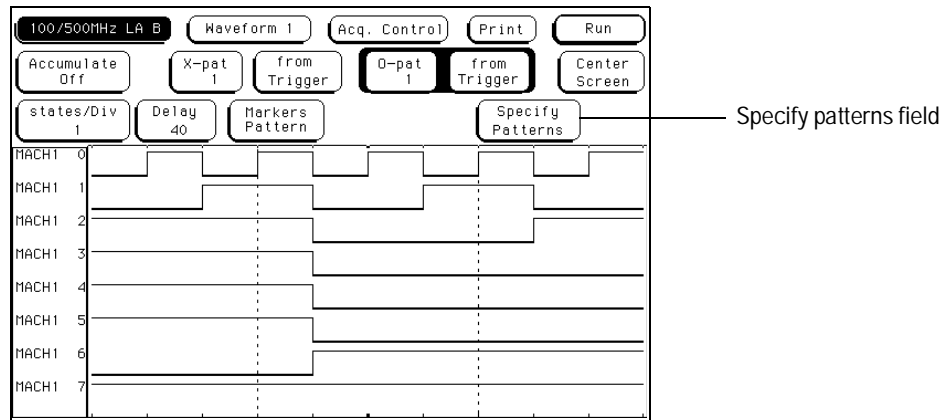 100/500MHz LA B Waveform 1 Acq. Control Print Run
Accumulate Off X-pat 1 from Trigger O-pat 1 from Trigger Center Screen
states/Div 1 Delay 40 Markers Pattern Specify Patterns Specify patterns field
MACH1 0
MACH1 1
MACH1 2
MACH1 3
MACH1 4
MACH1 5
MACH1 6
MACH1 7